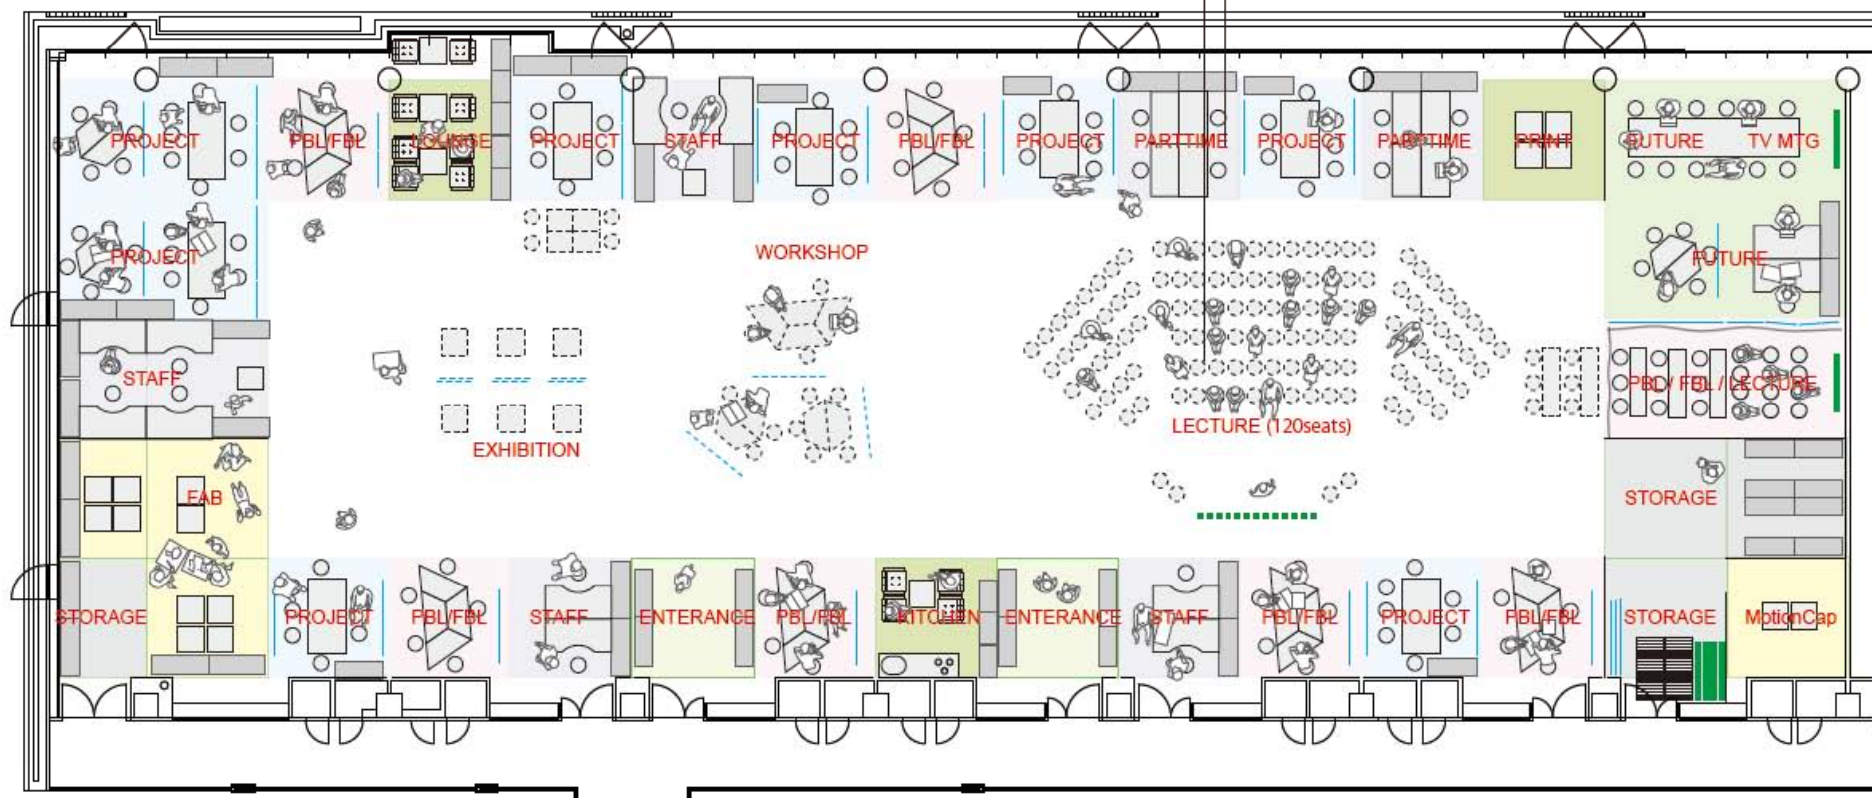 PROJECT
PBL/FBL
LOUNGE
PROJECT
STAFF
PROJECT
PBL/FBL
PROJECT
PARTTIME
PROJECT
PARTTIME
PRINT
FUTURE
TV MTG
PROJECT
WORKSHOP
FUTURE
STAFF
PBL / FBL / LECTURE
LECTURE (120seats)
EXHIBITION
FAB
STORAGE
STORAGE
PROJECT
PBL/FBL
STAFF
ENTERANCE
PBL/FBL
KITCHEN
ENTERANCE
STAFF
PBL/FBL
PROJECT
PBL/FBL
STORAGE
MotionCap